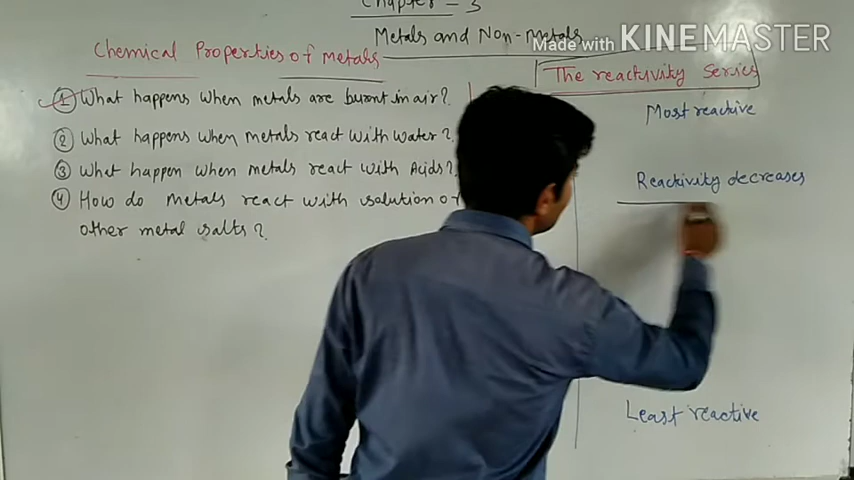 Chapter - 3
Metals and Non-metals
Made with KINEMASTER
Chemical Properties of metals
① What happens when metals are burnt in air?
② What happens when metals react with water?
③ What happen when metals react with Acids?
④ How do metals react with solution of
other metal salts?
The reactivity Series
Most reactive
Reactivity decreases
Least reactive